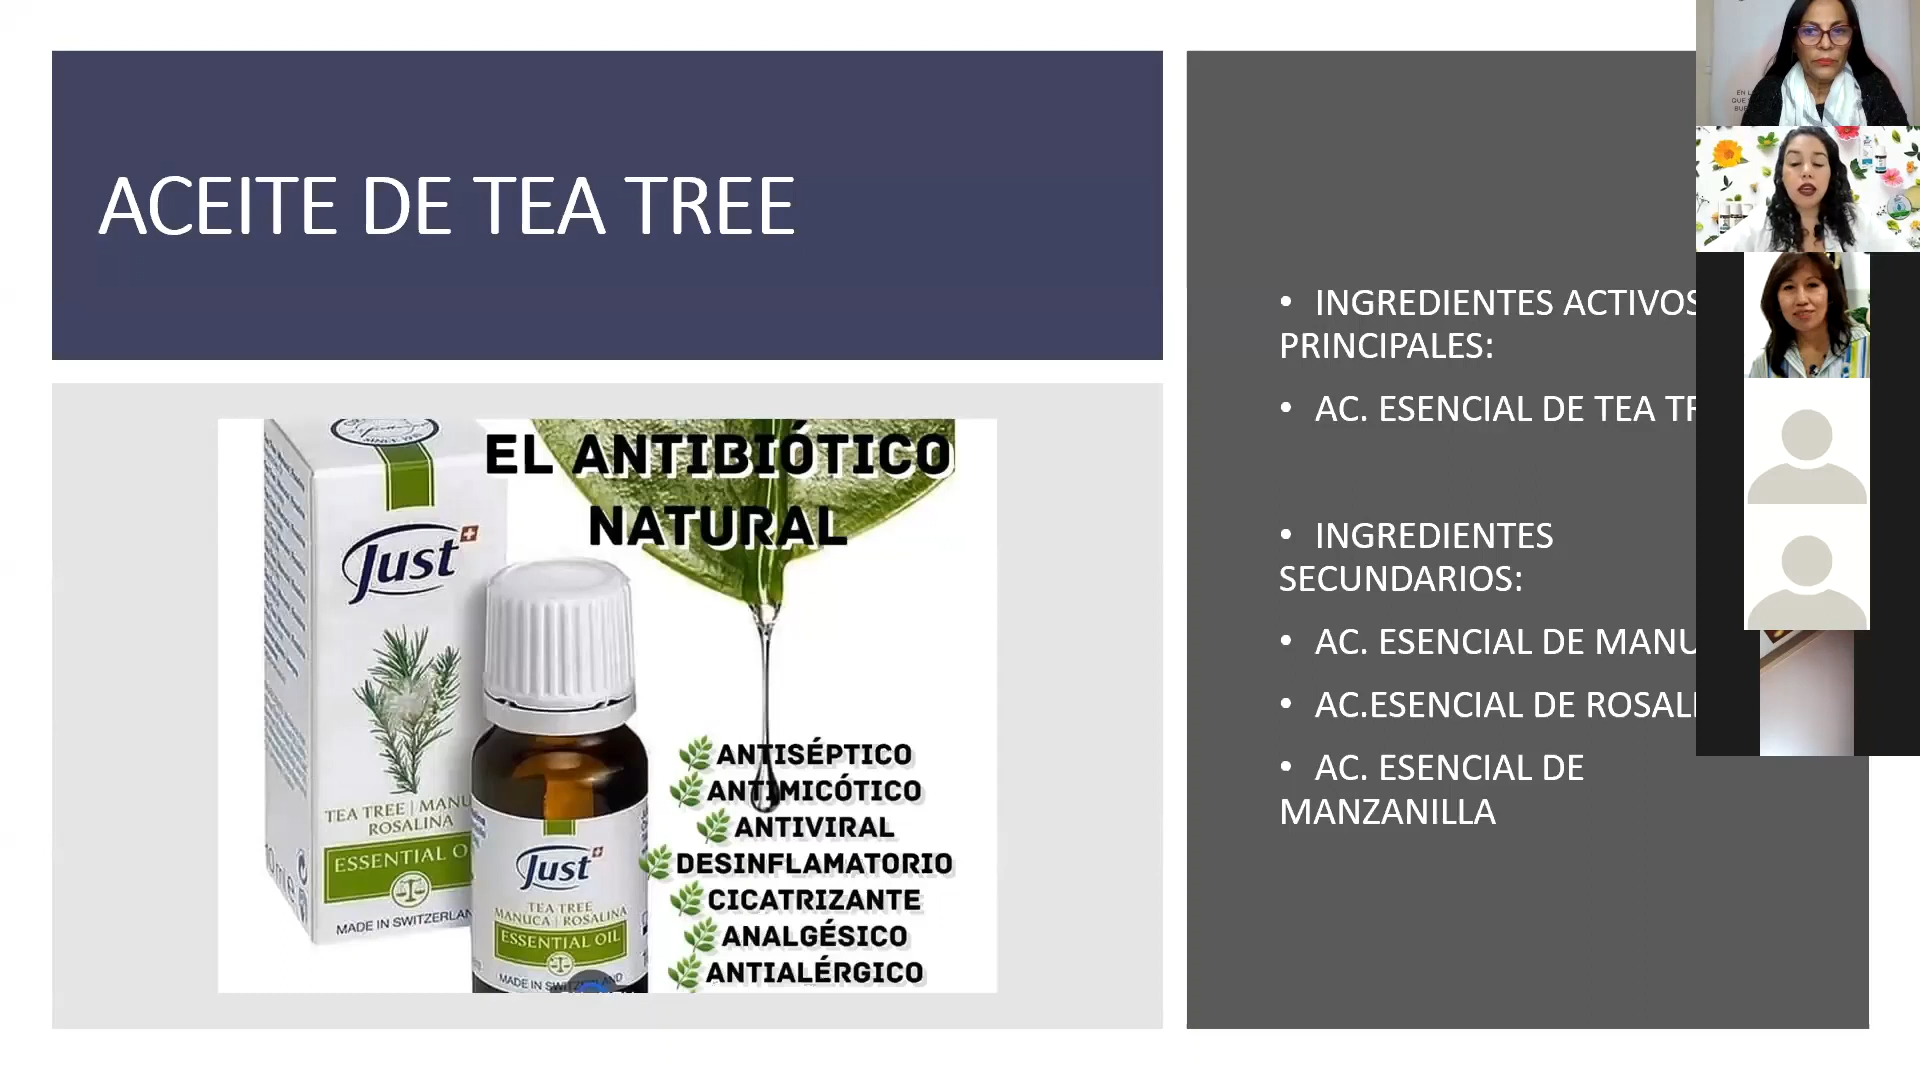 ACEITE DE TEA TREE
EL ANTIBIÓTICO
NATURAL
Just
TEA TREE | MANU
ROSALINA
ESSENTIAL O
MADE IN SWITZERLAN
Just
TEA TREE
MANUCA | ROSALINA
ESSENTIAL OIL
MADE IN SWITZERLAND
ANTISÉPTICO
ANTIMICÓTICO
ANTIVIRAL
DESINFLAMATORIO
CICATRIZANTE
ANALGÉSICO
ANTIALÉRGICO
• INGREDIENTES ACTIVOS
PRINCIPALES:
• AC. ESENCIAL DE TEA TR
• INGREDIENTES
SECUNDARIOS:
• AC. ESENCIAL DE MANU
• AC.ESENCIAL DE ROSALI
• AC. ESENCIAL DE
MANZANILLA